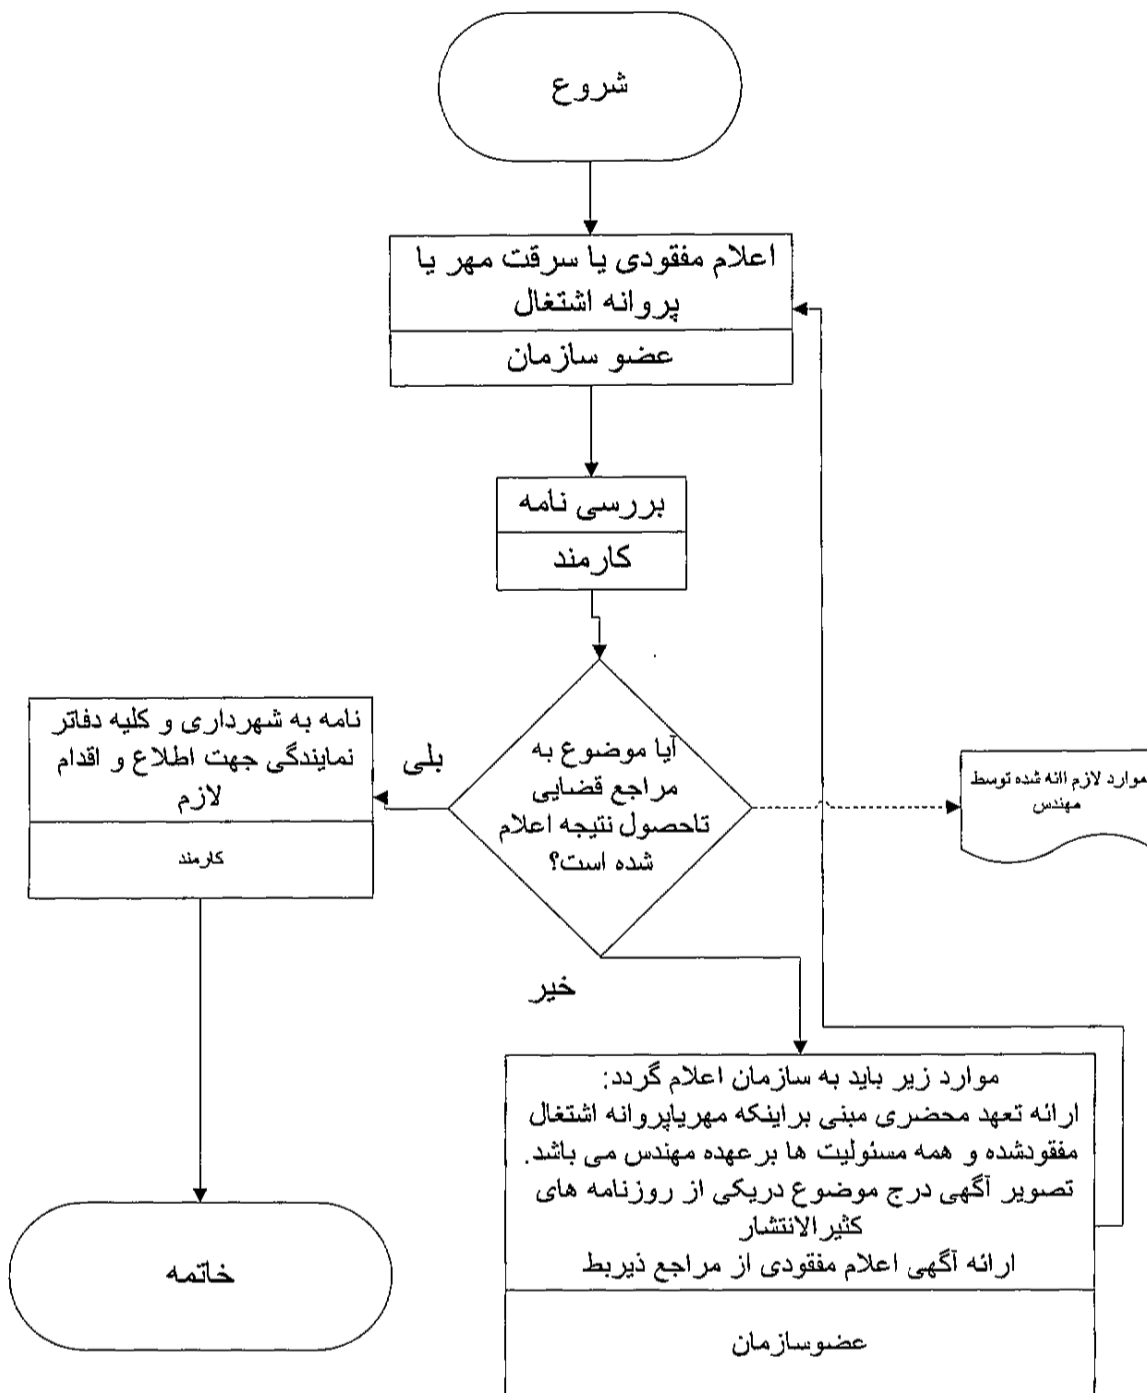 شروع
اعلام مفقودی یا سرقت مهر یا
پروانه اشتغال
عضو سازمان
بررسی نامه
کارمند
آیا موضوع به
مراجع قضایی
تاحصول نتیجه اعلام
شده است؟
بلی
نامه به شهرداری و کلیه دفاتر
نمایندگی جهت اطلاع و اقدام
لازم
کارمند
موارد لازم اائه شده توسط
مهندس
خیر
موارد زیر باید به سازمان اعلام گردد:
ارائه تعهد محضری مبنی براینکه مهریاپروانه اشتغال
مفقودشده و همه مسئولیت ها برعهده مهندس می باشد.
تصویر آگهی درج موضوع دریکی از روزنامه های
کثیرالانتشار
ارائه آگهی اعلام مفقودی از مراجع ذیربط
عضوسازمان
خاتمه